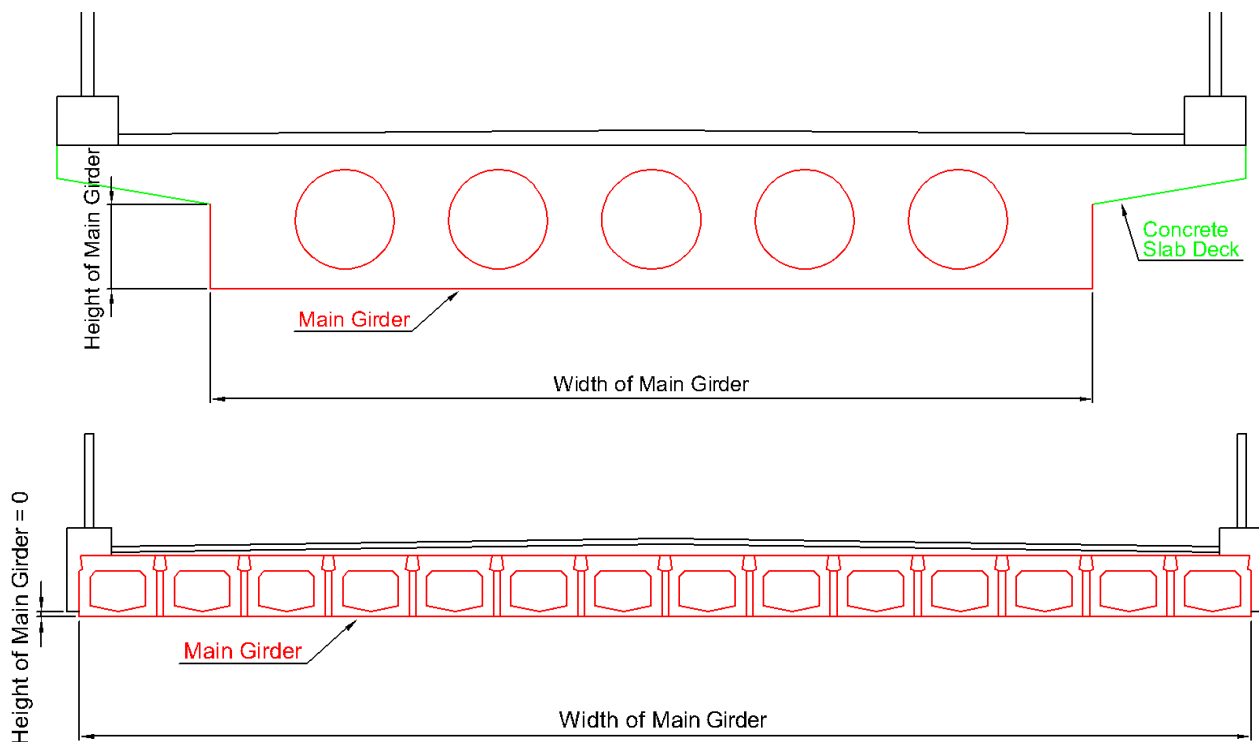 Height of Main Girder
Concrete
Slab Deck
Main Girder
Width of Main Girder
Height of Main Girder = 0
Main Girder
Width of Main Girder